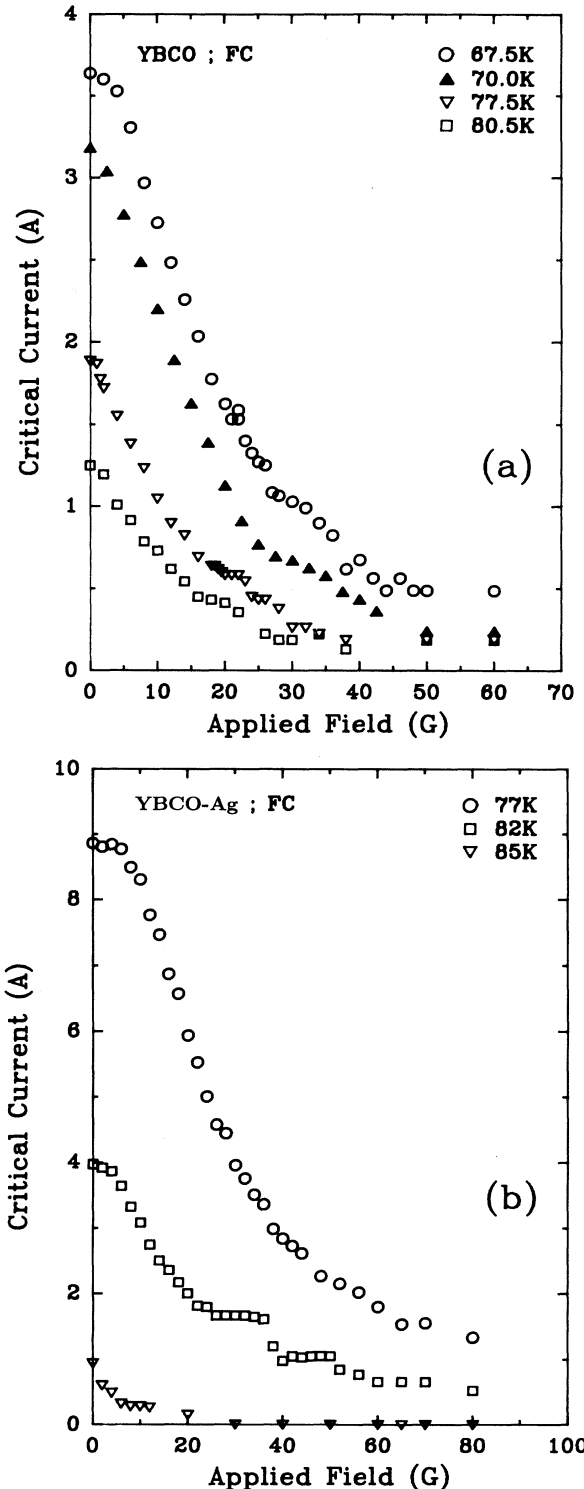 4
YBCO ; FC
67.5K
70.0K
77.5K
80.5K
3
2
1
0
Critical Current (A)
(a)
0 10 20 30 40 50 60 70
Applied Field (G)
10
YBCO-Ag ; FC
77K
82K
85K
8
6
4
2
0
Critical Current (A)
(b)
0 20 40 60 80 100
Applied Field (G)